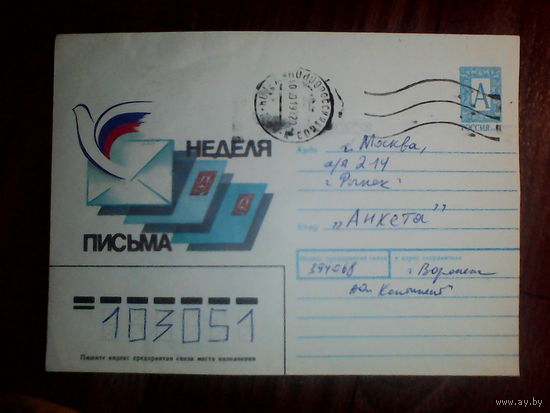 А
РОССИЯ
НЕДЕЛЯ
ПИСЬМА
Куда г. Москва,
а/я 214
г. Рынок
Кому „Анкета"
Индекс предприятия связи и адрес отправителя
394068 г. Воронеж
"Континент"
103051
Пишите индекс предприятия связи места назначения
www.ay.by